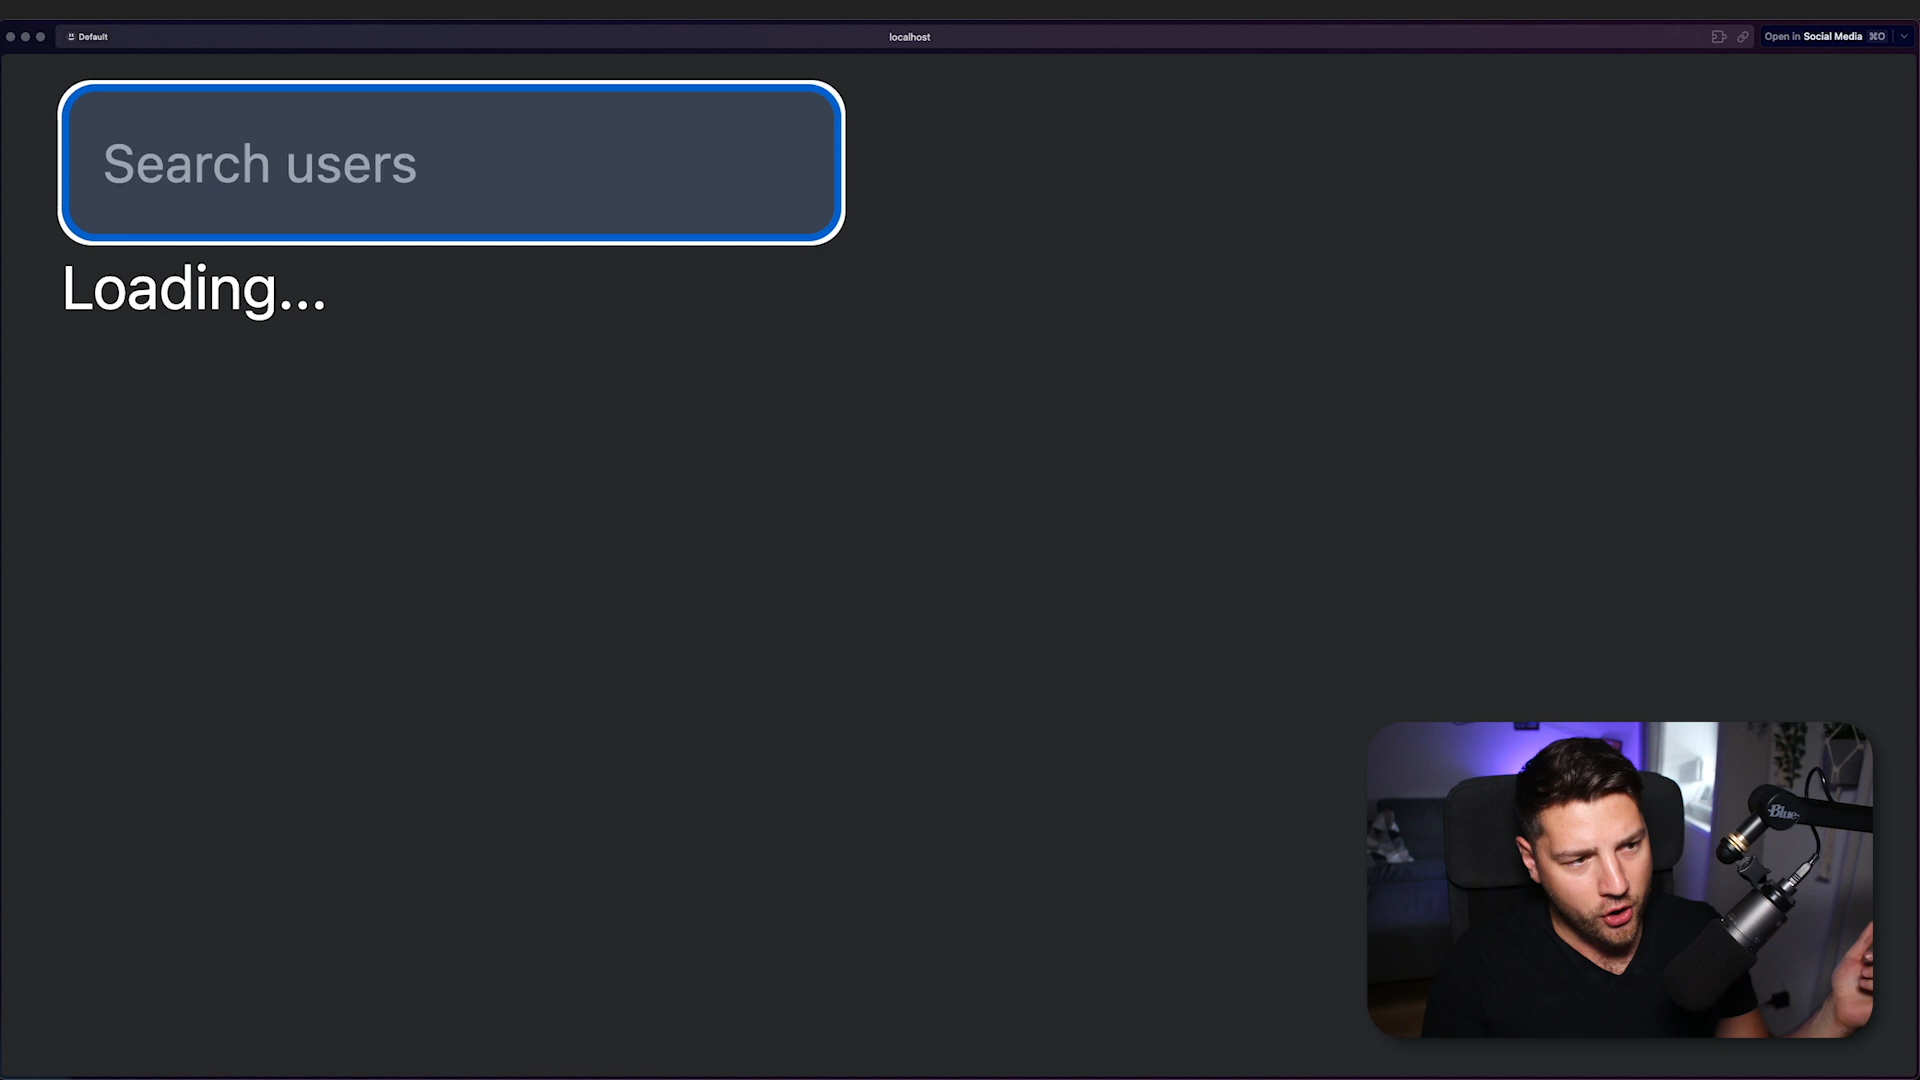 Default
localhost
Open in Social Media ⌘O
Search users
Loading...
Blue